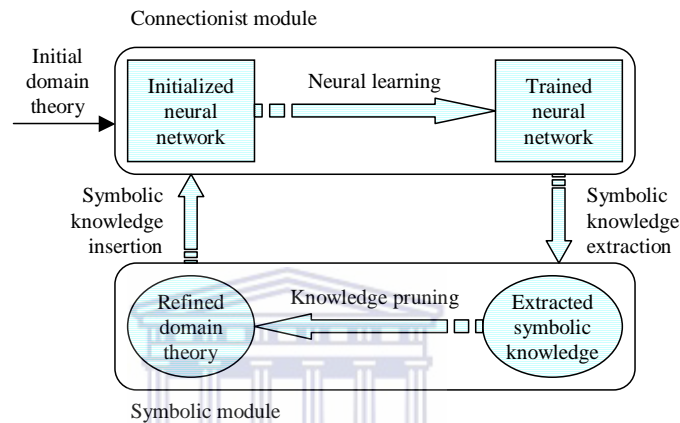 Connectionist module
Initial
domain
theory
Initialized
neural
network
Neural learning
Trained
neural
network
Symbolic
knowledge
insertion
Symbolic
knowledge
extraction
Refined
domain
theory
Knowledge pruning
Extracted
symbolic
knowledge
Symbolic module